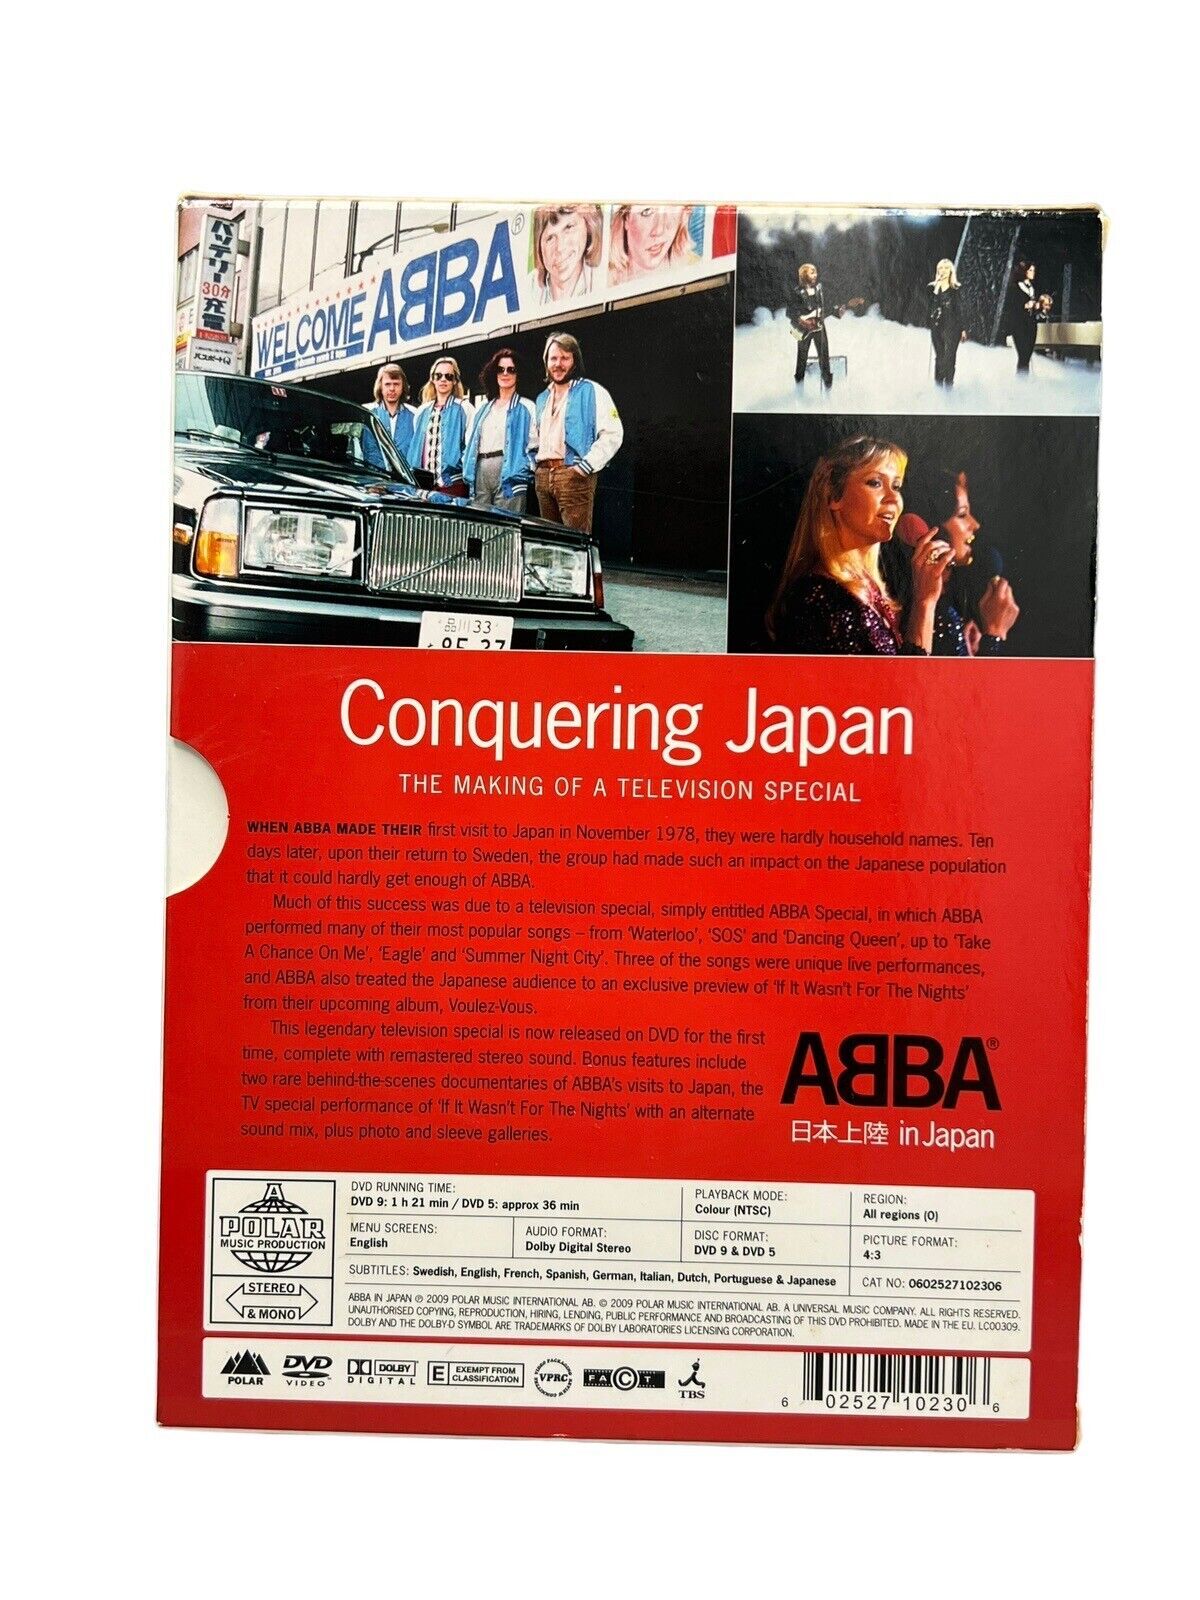 バッテリー
30分
充電
WELCOME ABBA®
品川 33
85-37
Conquering Japan
THE MAKING OF A TELEVISION SPECIAL
WHEN ABBA MADE THEIR first visit to Japan in November 1978, they were hardly household names. Ten
days later, upon their return to Sweden, the group had made such an impact on the Japanese population
that it could hardly get enough of ABBA.
Much of this success was due to a television special, simply entitled ABBA Special, in which ABBA
performed many of their most popular songs – from ‘Waterloo’, ‘SOS’ and ‘Dancing Queen’, up to ‘Take
A Chance On Me’, ‘Eagle’ and ‘Summer Night City’. Three of the songs were unique live performances,
and ABBA also treated the Japanese audience to an exclusive preview of ‘If It Wasn’t For The Nights’
from their upcoming album, Voulez-Vous.
This legendary television special is now released on DVD for the first
time, complete with remastered stereo sound. Bonus features include
two rare behind-the-scenes documentaries of ABBA’s visits to Japan, the
TV special performance of ‘If It Wasn’t For The Nights’ with an alternate
sound mix, plus photo and sleeve galleries.
ABBA®
日本上陸 in Japan
A
POLAR
MUSIC PRODUCTION
STEREO
& MONO
DVD RUNNING TIME:
DVD 9: 1 h 21 min / DVD 5: approx 36 min
PLAYBACK MODE:
Colour (NTSC)
REGION:
All regions (0)
MENU SCREENS:
English
AUDIO FORMAT:
Dolby Digital Stereo
DISC FORMAT:
DVD 9 & DVD 5
PICTURE FORMAT:
4:3
SUBTITLES: Swedish, English, French, Spanish, German, Italian, Dutch, Portuguese & Japanese
CAT NO: 0602527102306
ABBA IN JAPAN ℗ 2009 POLAR MUSIC INTERNATIONAL AB. © 2009 POLAR MUSIC INTERNATIONAL AB. A UNIVERSAL MUSIC COMPANY. ALL RIGHTS RESERVED.
UNAUTHORISED COPYING, REPRODUCTION, HIRING, LENDING, PUBLIC PERFORMANCE AND BROADCASTING OF THIS DVD PROHIBITED. MADE IN THE EU. LC00309.
DOLBY AND THE DOLBY-D SYMBOL ARE TRADEMARKS OF DOLBY LABORATORIES LICENSING CORPORATION.
POLAR
DVD
VIDEO
DOLBY
DIGITAL
E EXEMPT FROM
CLASSIFICATION
VIDEO PACKAGING REVIEW COMMITTEE
VPRC
FACT
TBS
6 02527 10230 6